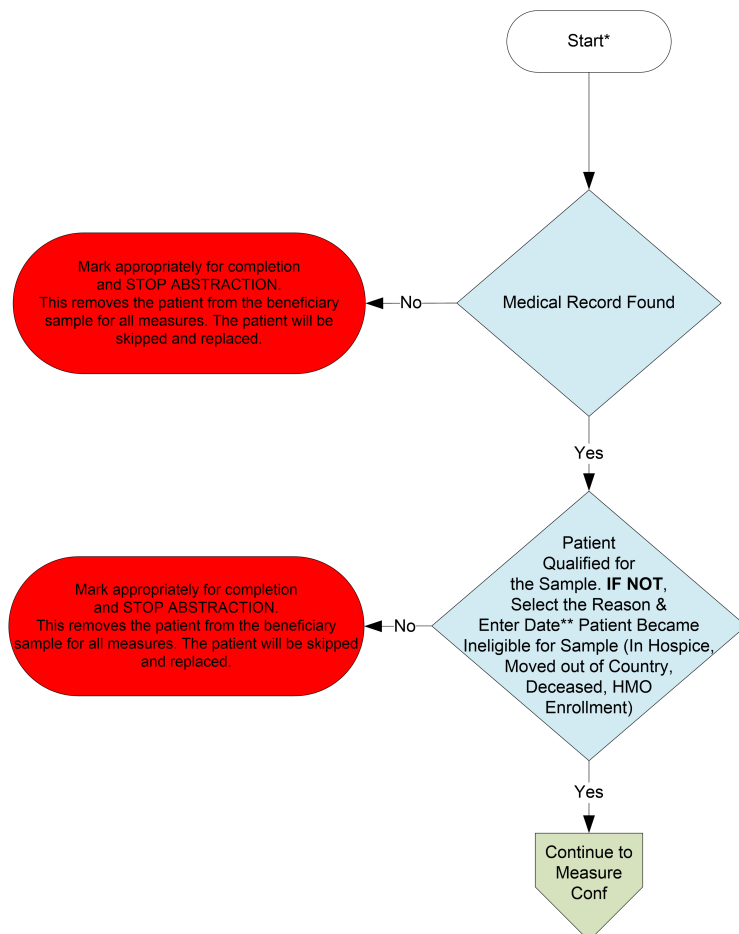 Start*
Medical Record Found
No
Mark appropriately for completion
and STOP ABSTRACTION.
This removes the patient from the beneficiary
sample for all measures. The patient will be
skipped and replaced.
Yes
Patient
Qualified for
the Sample. IF NOT,
Select the Reason &
Enter Date** Patient Became
Ineligible for Sample (In Hospice,
Moved out of Country,
Deceased, HMO
Enrollment)
No
Mark appropriately for completion
and STOP ABSTRACTION.
This removes the patient from the beneficiary
sample for all measures. The patient will be skipped
and replaced.
Yes
Continue to
Measure
Conf